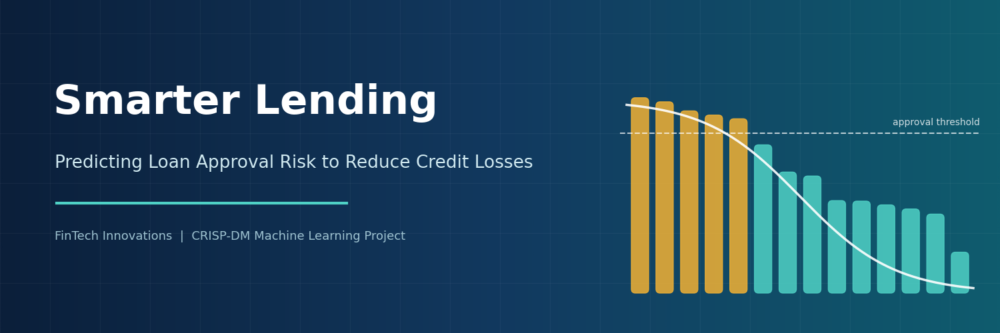 Smarter Lending
Predicting Loan Approval Risk to Reduce Credit Losses
FinTech Innovations | CRISP-DM Machine Learning Project
approval threshold